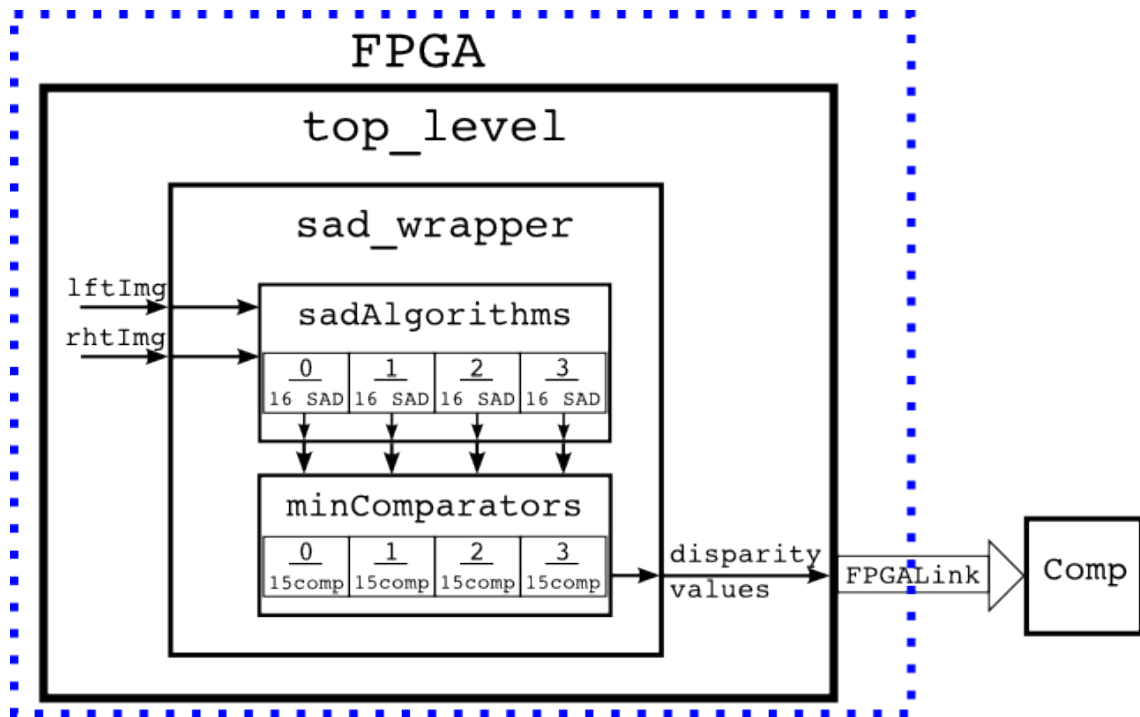 FPGA
top_level
sad_wrapper
lftImg
rhtImg
sadAlgorithms
0 1 2 3
16 SAD 16 SAD 16 SAD 16 SAD
minComparators
0 1 2 3
15comp 15comp 15comp 15comp
disparity
values
FPGALink
Comp